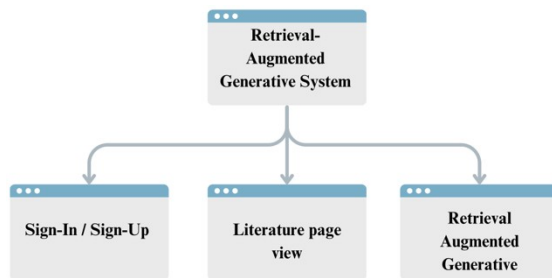 Retrieval-
Augmented
Generative System
Sign-In / Sign-Up
Literature page
view
Retrieval
Augmented
Generative